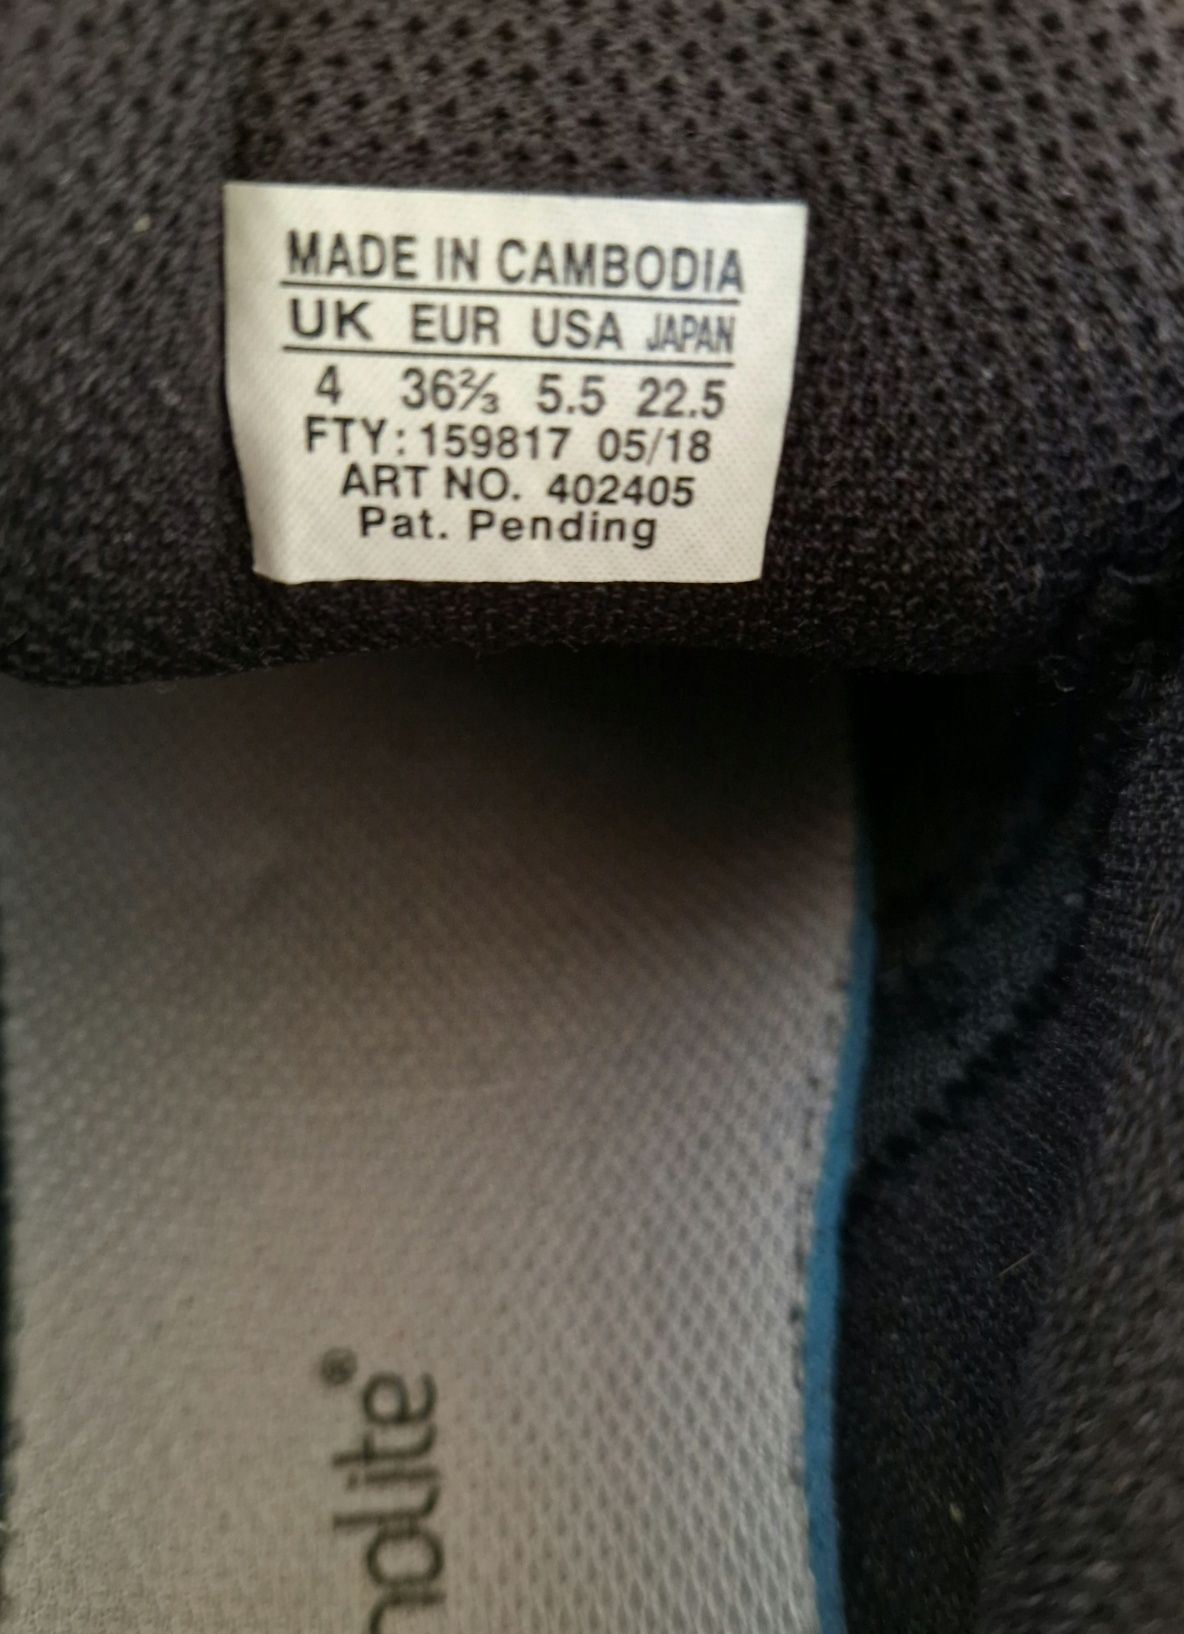 MADE IN CAMBODIA
UK EUR USA JAPAN
4 36⅔ 5.5 22.5
FTY: 159817 05/18
ART NO. 402405
Pat. Pending